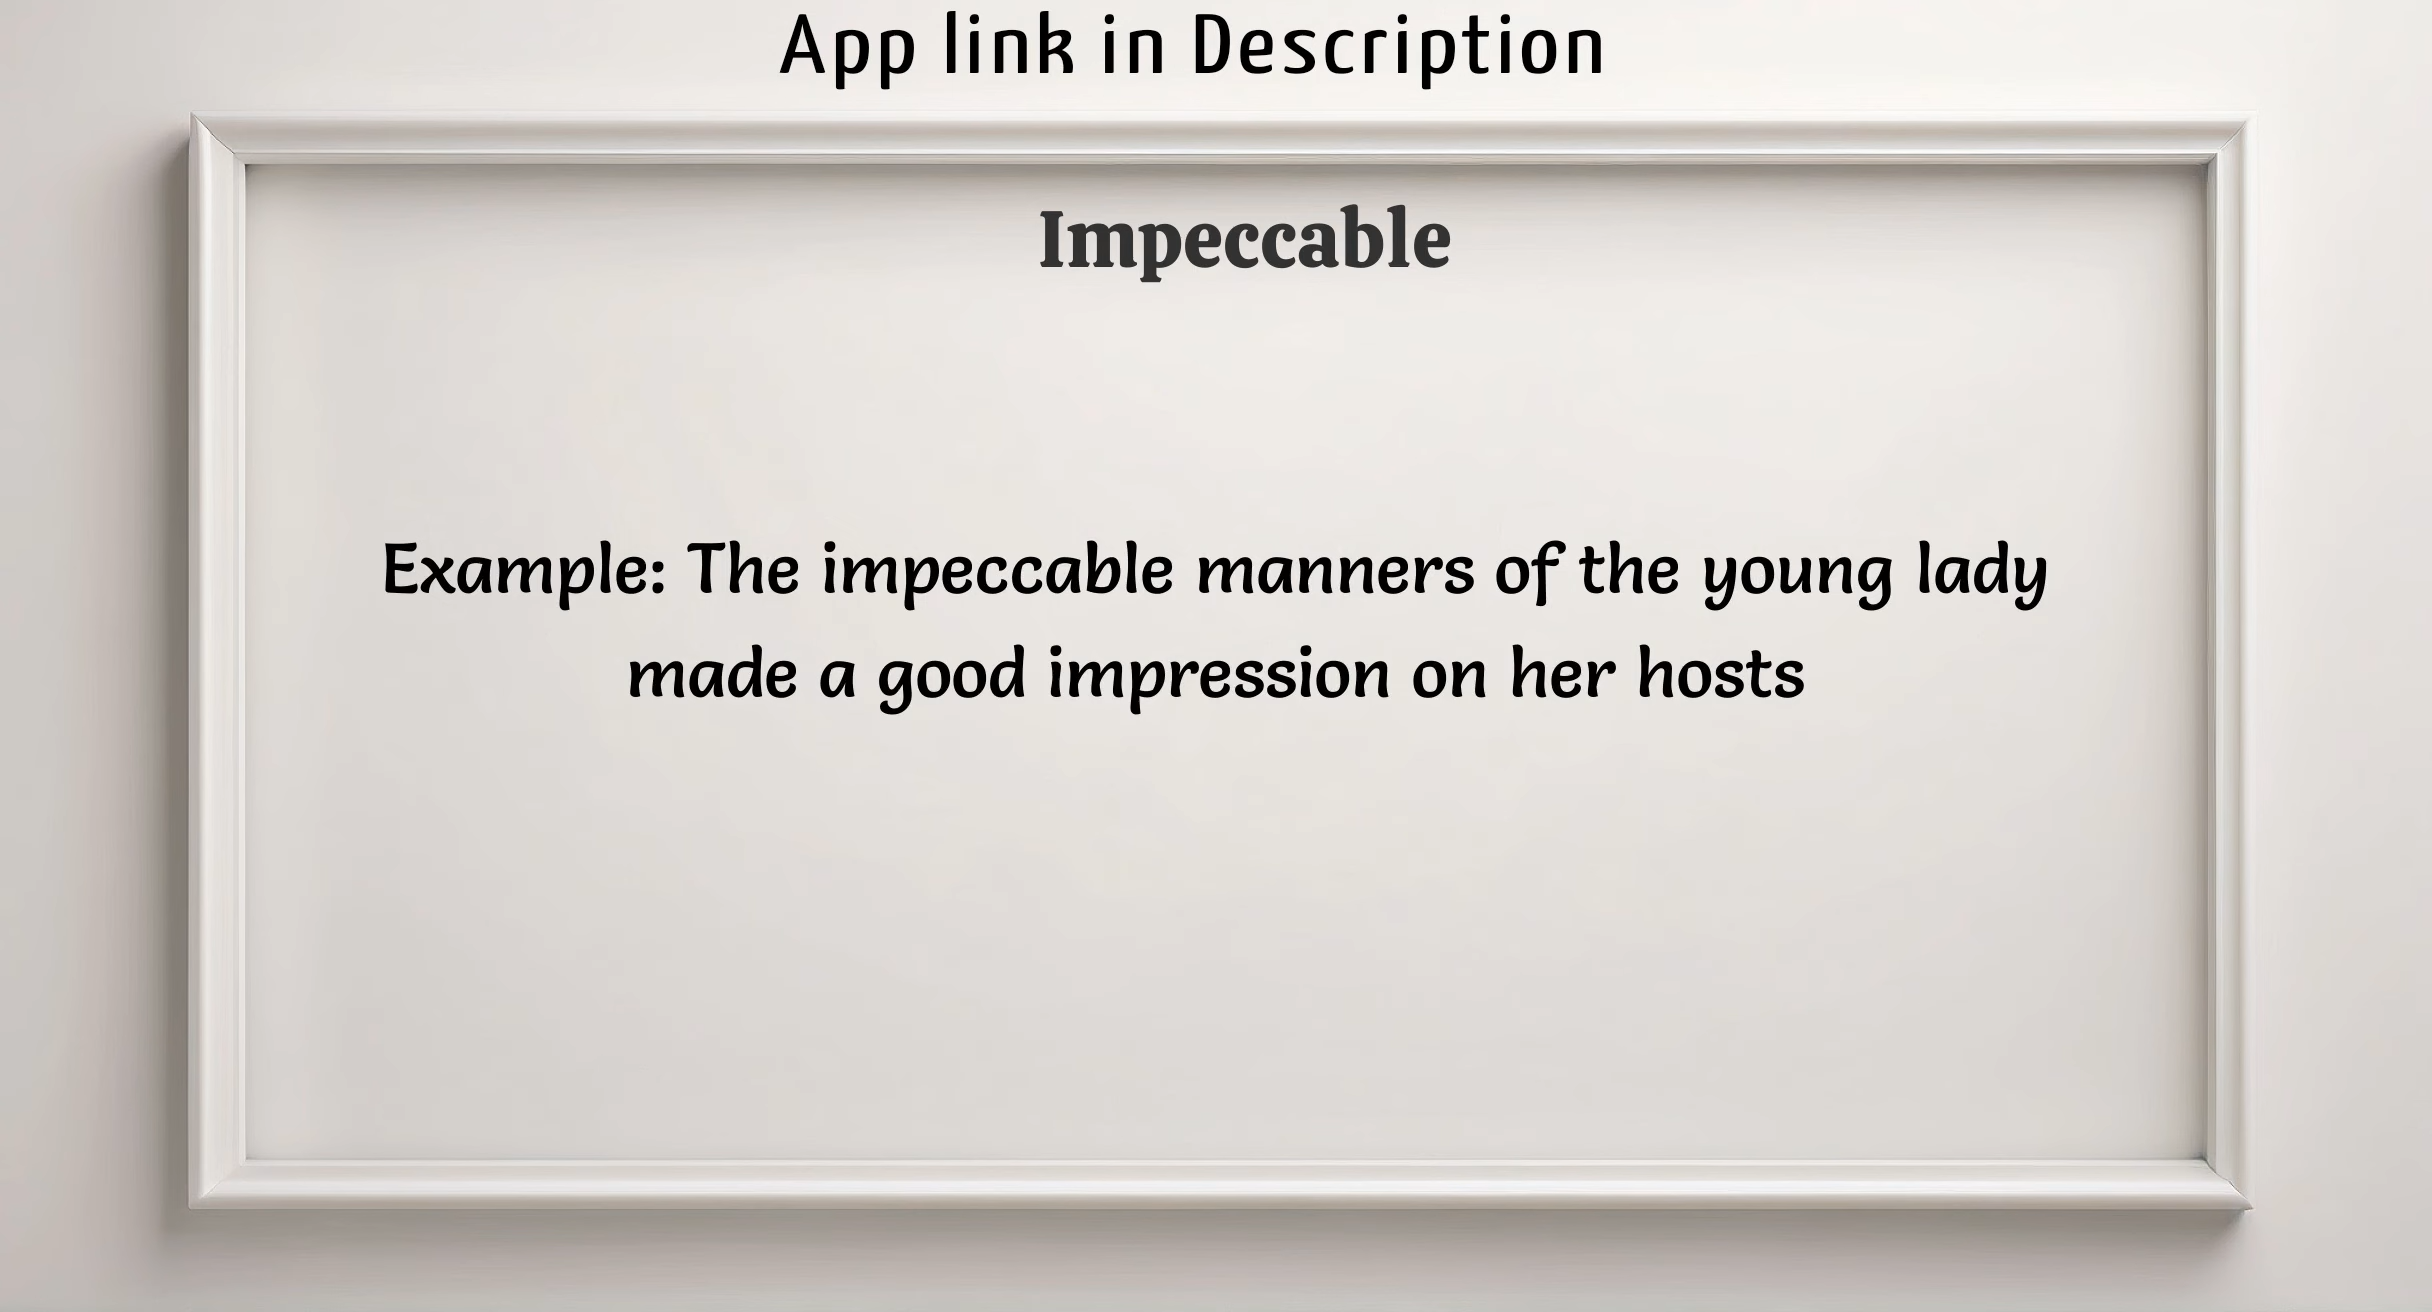 App link in Description
Impeccable
Example: The impeccable manners of the young lady
made a good impression on her hosts